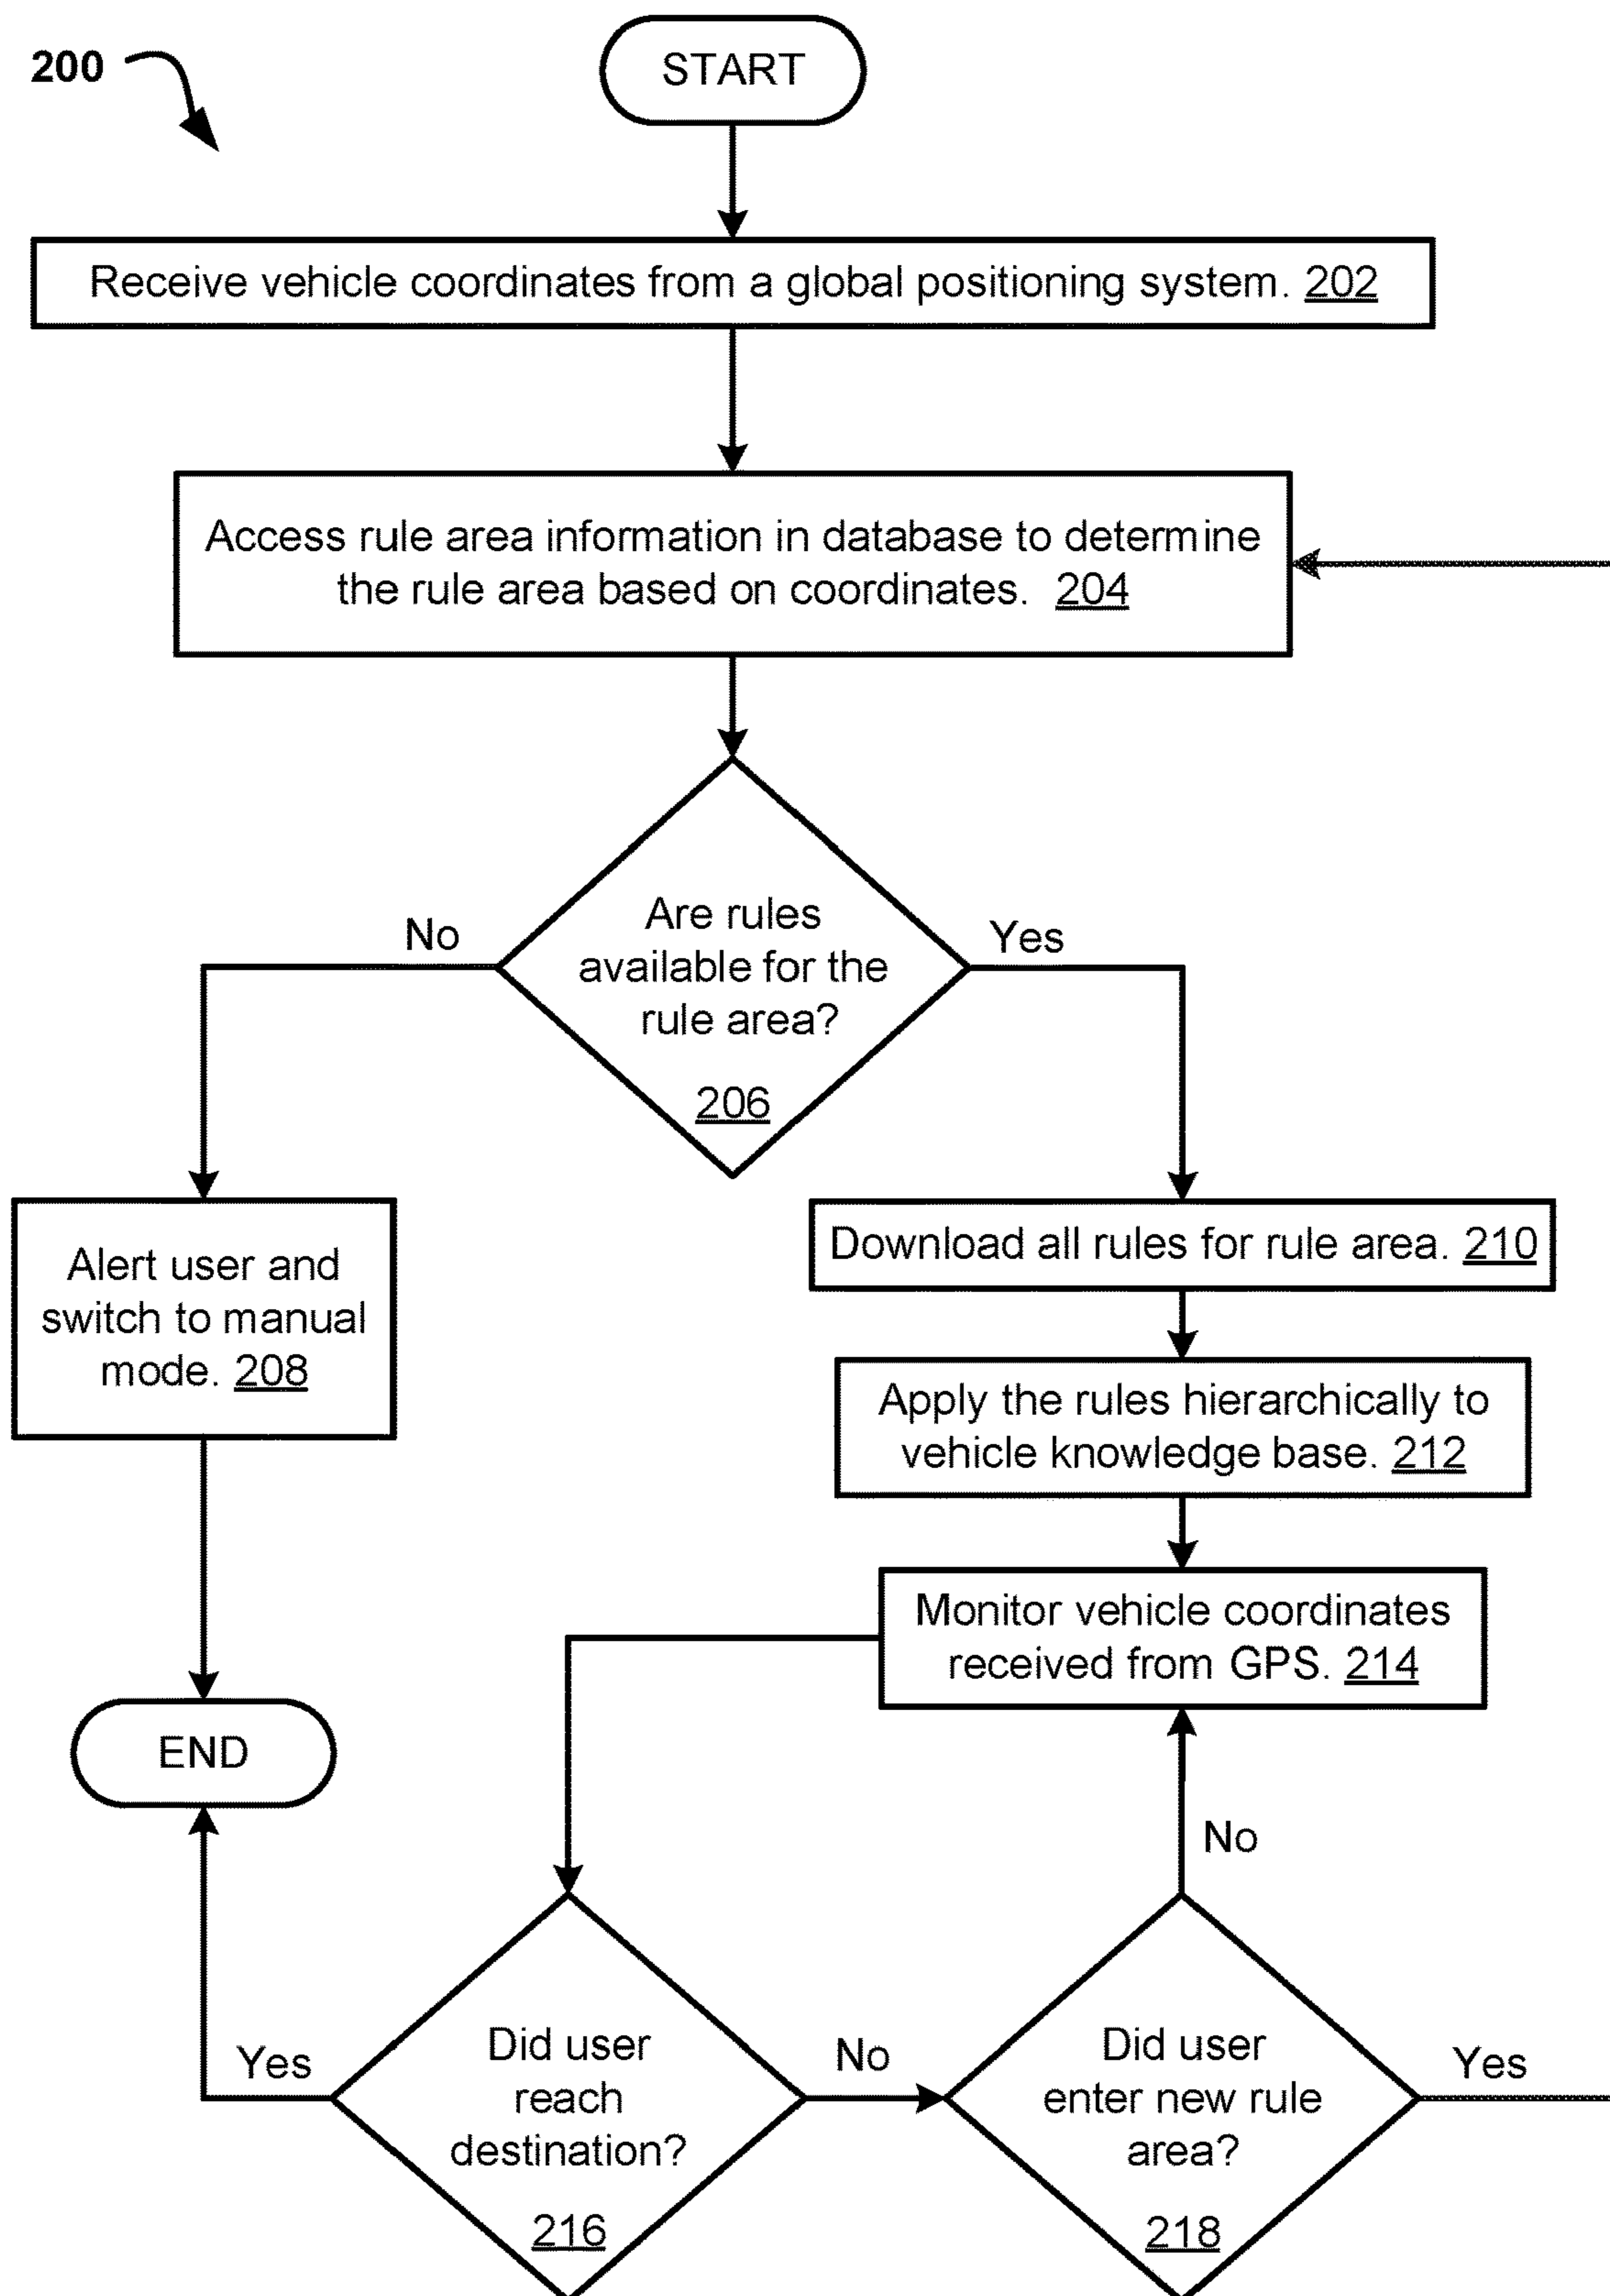 200
START
Receive vehicle coordinates from a global positioning system. 202
Access rule area information in database to determine
the rule area based on coordinates. 204
Are rules
available for the
rule area?
206
No
Yes
Alert user and
switch to manual
mode. 208
Download all rules for rule area. 210
Apply the rules hierarchically to
vehicle knowledge base. 212
Monitor vehicle coordinates
received from GPS. 214
END
No
Did user
reach
destination?
216
Yes
No
Did user
enter new rule
area?
218
Yes